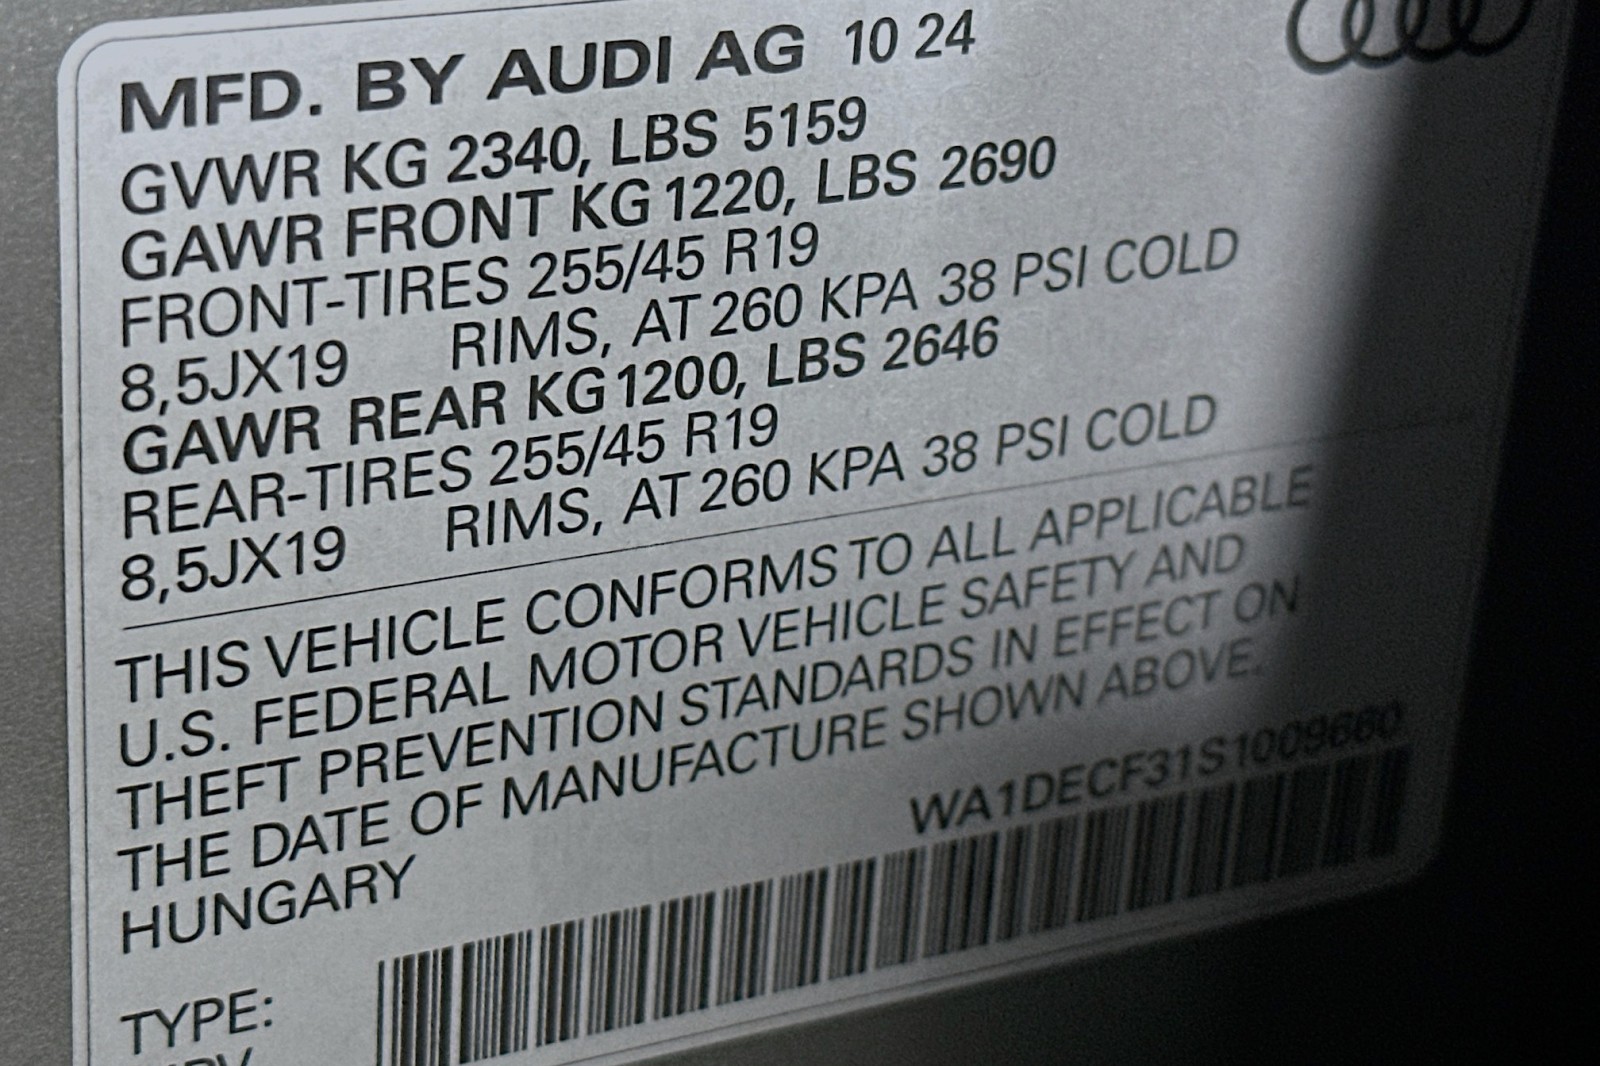 MFD. BY AUDI AG 10 24
GVWR KG 2340, LBS 5159
GAWR FRONT KG 1220, LBS 2690
FRONT-TIRES 255/45 R19
8,5JX19 RIMS, AT 260 KPA 38 PSI COLD
GAWR REAR KG 1200, LBS 2646
REAR-TIRES 255/45 R19
8,5JX19 RIMS, AT 260 KPA 38 PSI COLD
THIS VEHICLE CONFORMS TO ALL APPLICABLE
U.S. FEDERAL MOTOR VEHICLE SAFETY AND
THEFT PREVENTION STANDARDS IN EFFECT ON
THE DATE OF MANUFACTURE SHOWN ABOVE.
HUNGARY
WA1DECF31S1009660
TYPE: